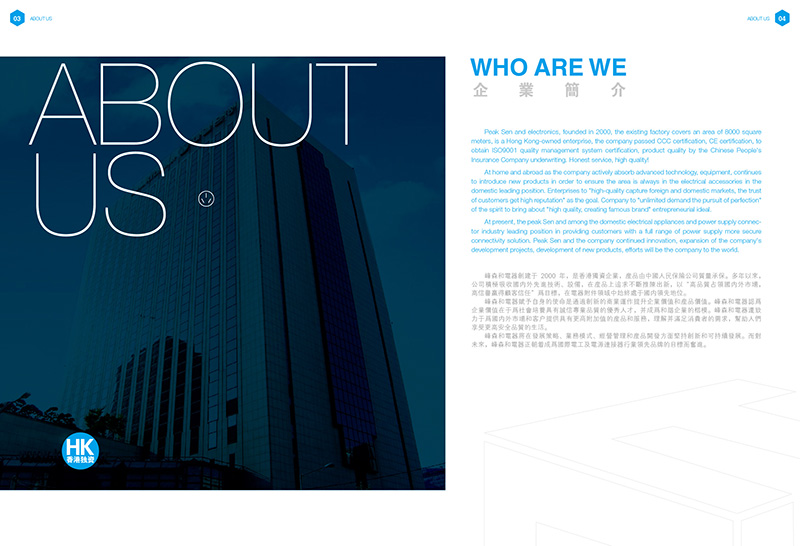 03 ABOUT US
ABOUT US 04
ABOUT
US
HK
香港独資
WHO ARE WE
企業簡介
Peak Sen and electronics, founded in 2000, the existing factory covers an area of 8000 square
meters, is a Hong Kong-owned enterprise, the company passed CCC certification, CE certification, to
obtain ISO9001 quality management system certification, product quality by the Chinese People's
Insurance Company underwriting. Honest service, high quality!
At home and abroad as the company actively absorb advanced technology, equipment, continues
to introduce new products in order to ensure the area is always in the electrical accessories in the
domestic leading position. Enterprises to "high-quality capture foreign and domestic markets, the trust
of customers get high reputation" as the goal. Company to "unlimited demand the pursuit of perfection"
of the spirit to bring about "high quality, creating famous brand" entrepreneurial ideal.
At present, the peak Sen and among the domestic electrical appliances and power supply connec-
tor industry leading position in providing customers with a full range of power supply more secure
connectivity solution. Peak Sen and the company continued innovation, expansion of the company's
development projects, development of new products, efforts will be the company to the world.
峰森和電器創建于 2000 年，是香港獨資企業，產品由中國人民保險公司質量承保。多年以來，
公司積極吸收國内外先進技術、設備，在產品上追求不斷推陳出新，以“高品質占領國内外市場，
高信譽贏得顧客信任”爲目標，在電器附件領域中始終處于國内領先地位。
峰森和電器賦予自身的使命是通過創新的商業運作提升企業價值和產品價值。峰森和電器認爲
企業價值在于爲社會培養具有誠信專業品質的優秀人才，并成爲和諧企業的楷模。峰森和電器還致
力于爲國内外市場和客户提供具有更高附加值的產品和服務，理解并滿足消費者的需求，幫助人們
享受更高安全品質的生活。
峰森和電器將在發展策略、業務模式、經營管理和產品開發方面堅持創新和可持續發展。而對
未來，峰森和電器正朝着成爲國際電工及電源連接器行業領先品牌的目標而奮進。